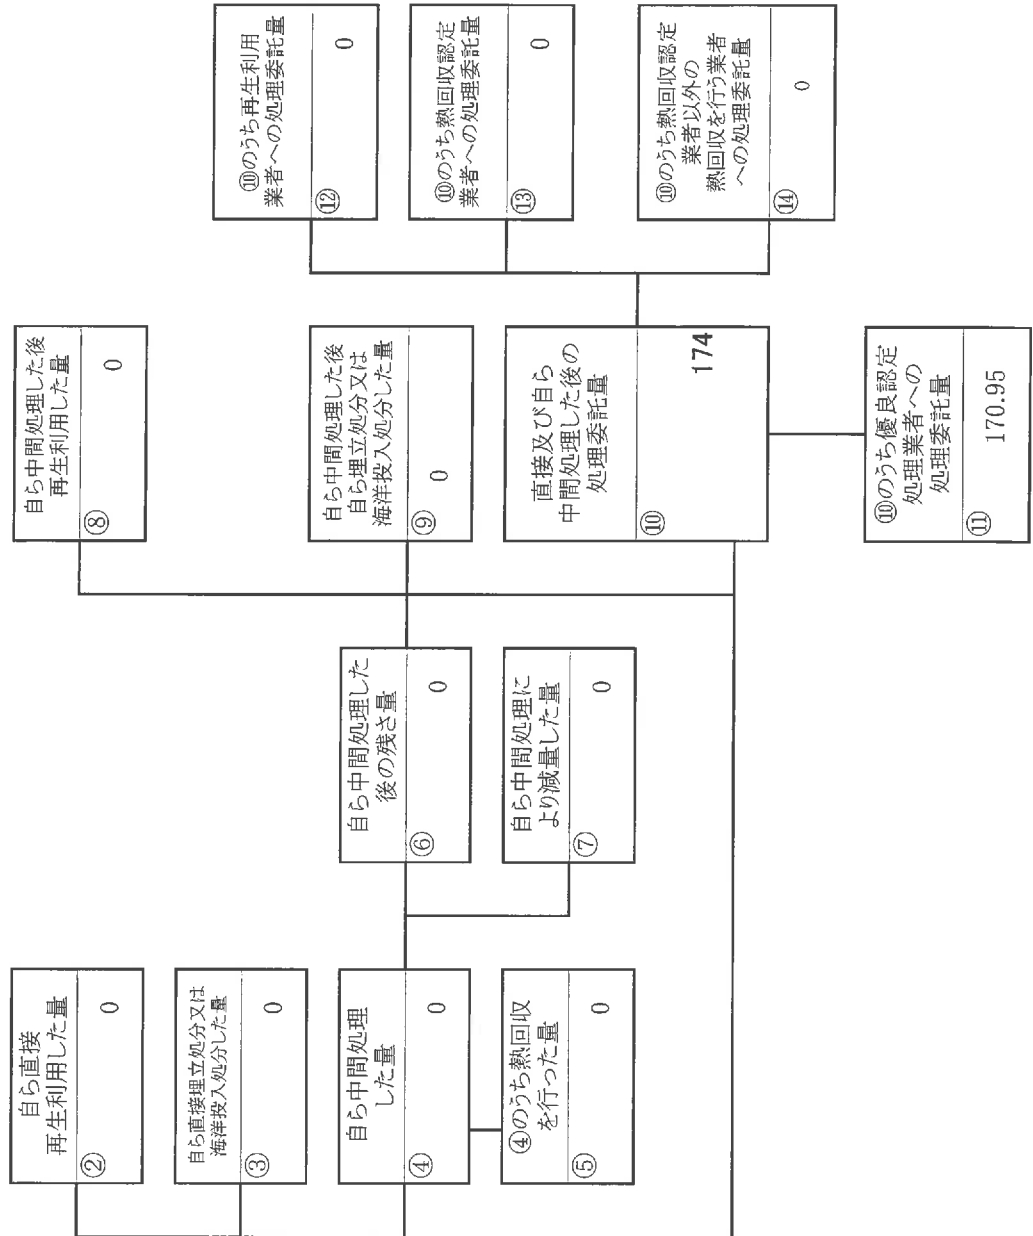 自ら直接
再生利用した量
②
0
自ら直接埋立処分又は
海洋投入処分した量
③
0
自ら中間処理
した量
④
0
④のうち熱回収
を行った量
⑤
0
自ら中間処理した
後の残さ量
⑥
0
自ら中間処理に
より減量した量
⑦
0
自ら中間処理した後
再生利用した量
⑧
0
自ら中間処理した後
自ら埋立処分又は
海洋投入処分した量
⑨
0
直接及び自ら
中間処理した後の
処理委託量
⑩
174
⑩のうち優良認定
処理業者への
処理委託量
⑪
170.95
⑩のうち再生利用
業者への処理委託量
⑫
0
⑩のうち熱回収認定
業者への処理委託量
⑬
0
⑩のうち熱回収認定
業者以外の
熱回収を行う業者
への処理委託量
⑭
0